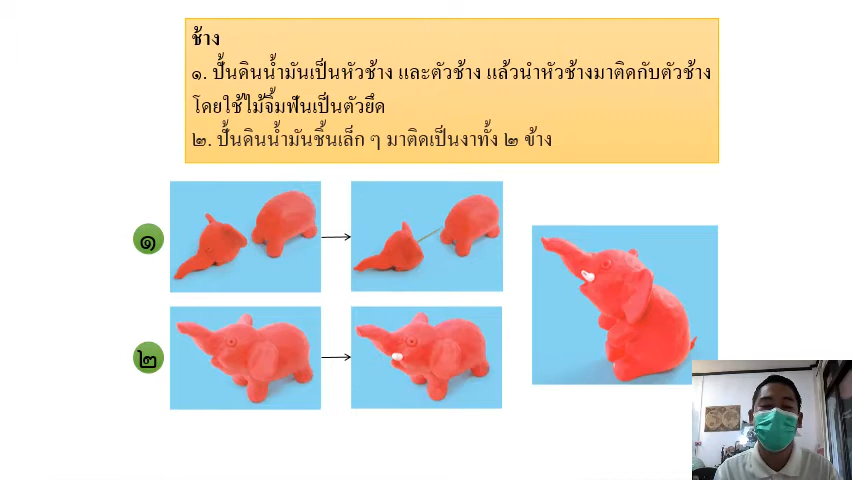 ช้าง
๑. ปั้นดินน้ำมันเป็นหัวช้าง และตัวช้าง แล้วนำหัวช้างมาติดกับตัวช้าง
โดยใช้ไม้จิ้มฟันเป็นตัวยึด
๒. ปั้นดินน้ำมันชิ้นเล็ก ๆ มาติดเป็นงาทั้ง ๒ ข้าง
๑
๒